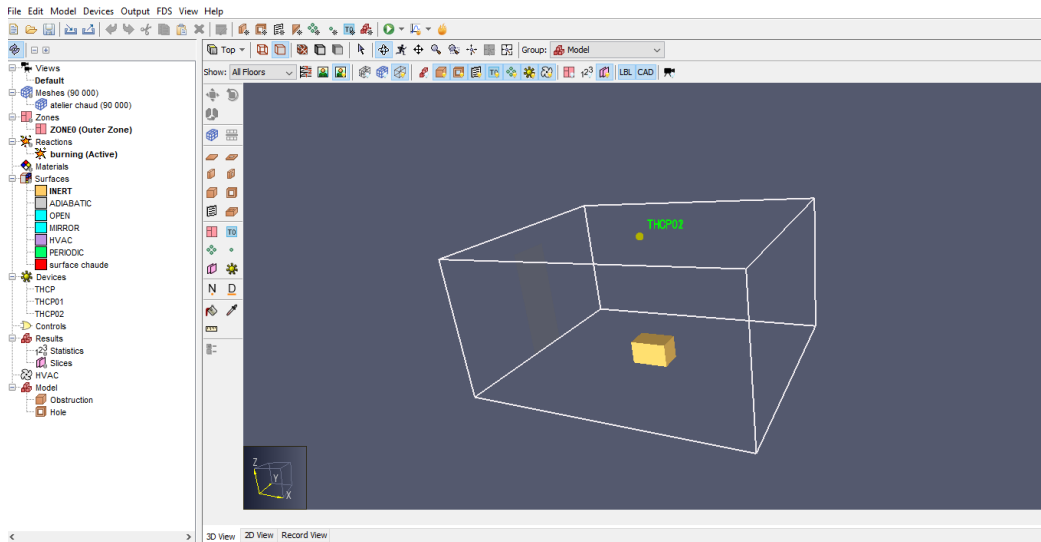 File Edit Model Devices Output FDS View Help
Top Group: Model
Show: All Floors 1₂3 LBL CAD
Views
Default
Meshes (90 000)
atelier chaud (90 000)
Zones
ZONE0 (Outer Zone)
Reactions
burning (Active)
Materials
Surfaces
INERT
ADIABATIC
OPEN
MIRROR
HVAC
PERIODIC
surface chaude
Devices
THCP
THCP01
THCP02
Controls
Results
Statistics
Slices
HVAC
Model
Obstruction
Hole
T0
N D
THCP02
Z
Y
X
3D View 2D View Record View